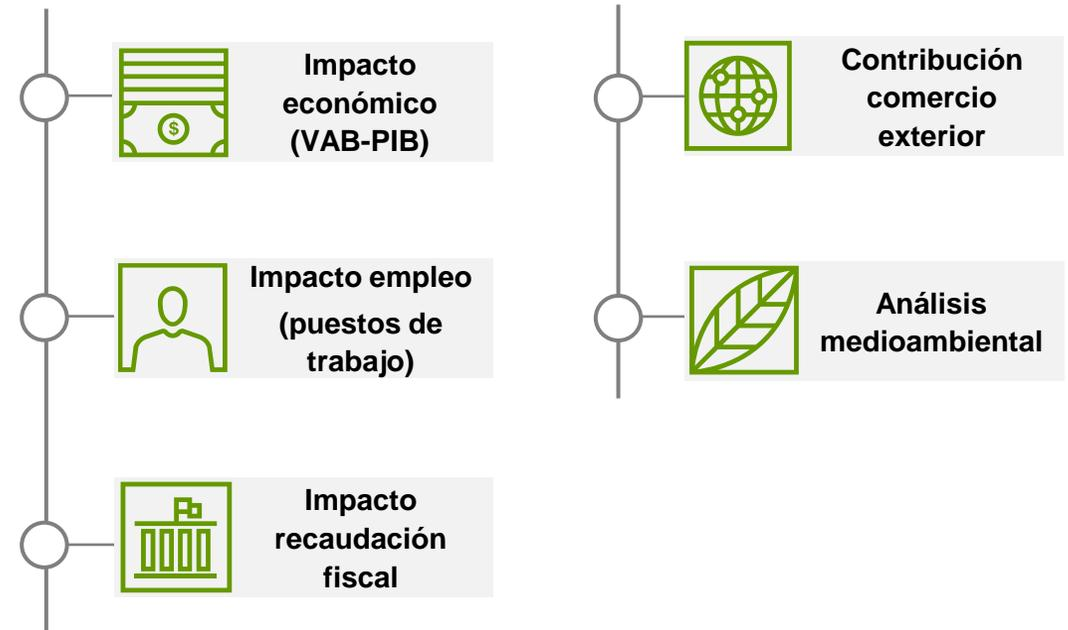 Impacto
económico
(VAB-PIB)
Impacto empleo
(puestos de
trabajo)
Impacto
recaudación
fiscal
Contribución
comercio
exterior
Análisis
medioambiental
$